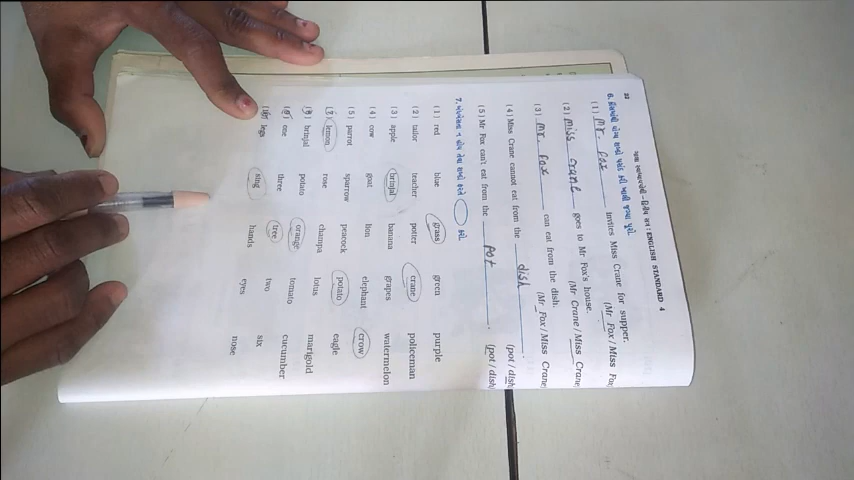 22 ENGLISH STANDARD 4
(1) Mr. Fox invites Miss Crane for supper.
(Mr Fox / Miss Fox
(2) Miss Crane goes to Mr Fox's house.
(Mr Crane / Miss Crane
(3) Mr. Fox can eat from the dish.
(Mr Fox / Miss Crane
(4) Miss Crane cannot eat from the dish. (pot / dish
(5) Mr Fox can't eat from the pot. (pot / dish
(1) red blue grass green purple
(2) tailor teacher potter crane policeman
(3) apple brinjal banana grapes watermelon
(4) cow goat lion elephant crow
(5) parrot sparrow peacock potato eagle
lemon rose champa lotus marigold
brinjal potato orange tomato cucumber
one three tree two six
legs sing hands eyes nose